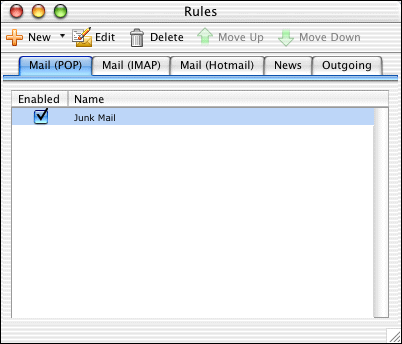 Rules
New Edit Delete Move Up Move Down
Mail (POP) Mail (IMAP) Mail (Hotmail) News Outgoing
Enabled Name
Junk Mail